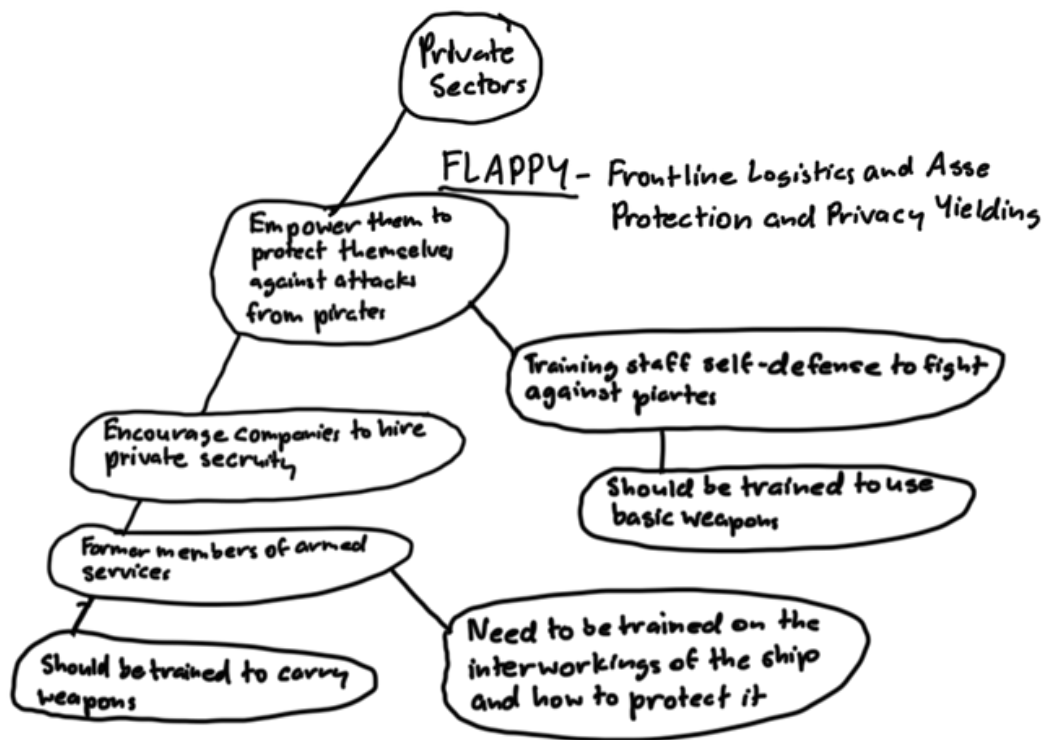 Private
Sectors
FLAPPY - Frontline Logistics and Asse
Protection and Privacy Yielding
Empower them to
protect themselves
against attacks
from pirates
Training staff self-defense to fight
against piartes
Encourage companies to hire
private secruity
Should be trained to use
basic weapons
Former members of armed
services
Need to be trained on the
interworkings of the ship
and how to protect it
Should be trained to carry
weapons